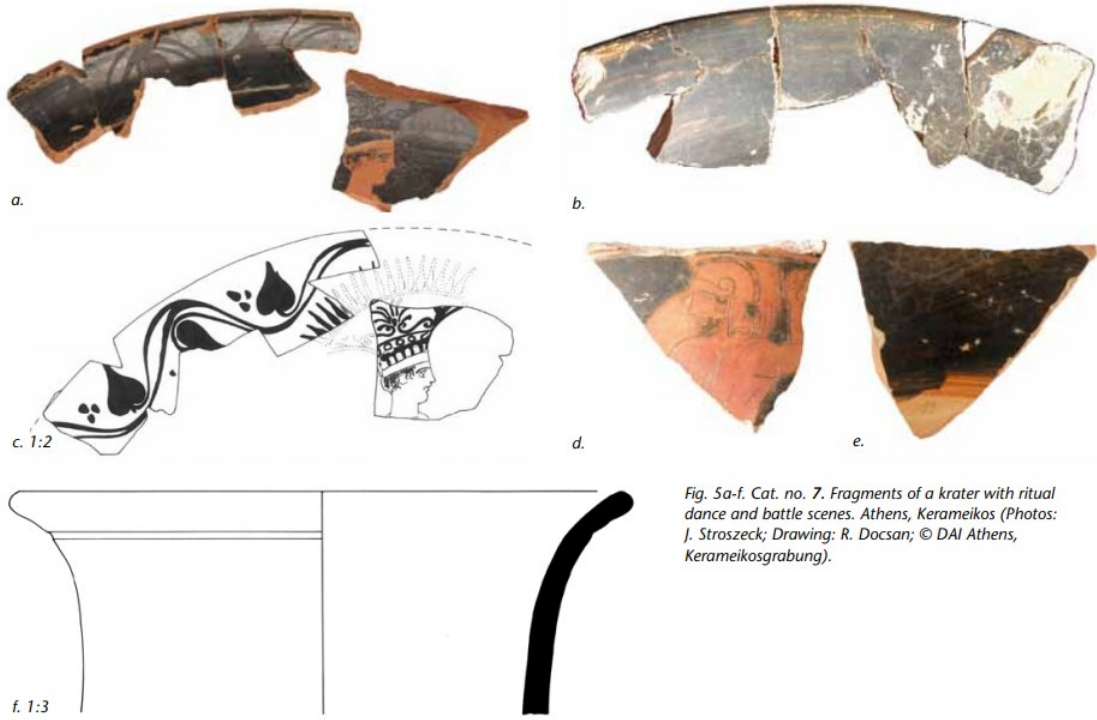 a.
b.
c. 1:2
d.
e.
Fig. 5a-f. Cat. no. 7. Fragments of a krater with ritual
dance and battle scenes. Athens, Kerameikos (Photos:
J. Stroszeck; Drawing: R. Docsan; © DAI Athens,
Kerameikosgrabung).
f. 1:3